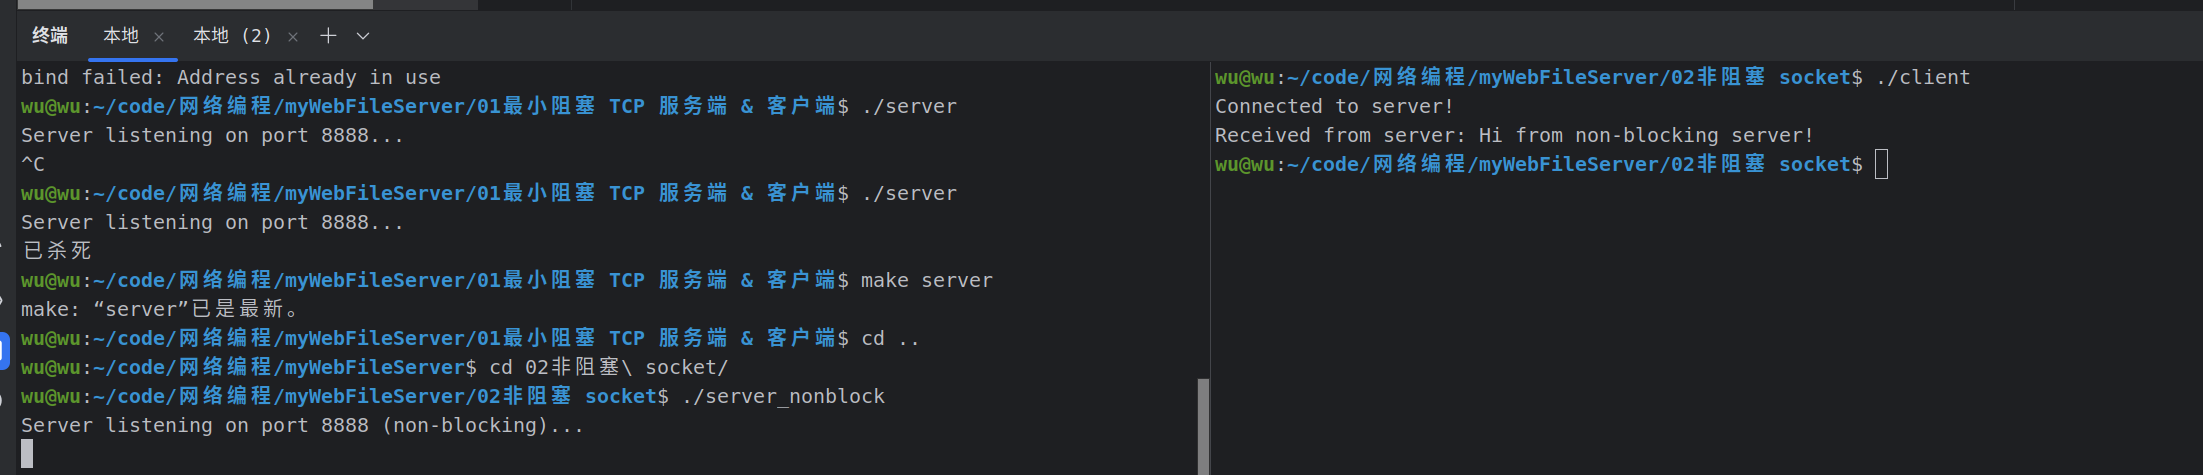 终端 本地 × 本地 (2) × +
bind failed: Address already in use
wu@wu:~/code/网络编程/myWebFileServer/01最小阻塞 TCP 服务端 & 客户端$ ./server
Server listening on port 8888...
^C
wu@wu:~/code/网络编程/myWebFileServer/01最小阻塞 TCP 服务端 & 客户端$ ./server
Server listening on port 8888...
已杀死
wu@wu:~/code/网络编程/myWebFileServer/01最小阻塞 TCP 服务端 & 客户端$ make server
make: “server”已是最新。
wu@wu:~/code/网络编程/myWebFileServer/01最小阻塞 TCP 服务端 & 客户端$ cd ..
wu@wu:~/code/网络编程/myWebFileServer$ cd 02非阻塞\ socket/
wu@wu:~/code/网络编程/myWebFileServer/02非阻塞 socket$ ./server_nonblock
Server listening on port 8888 (non-blocking)...
wu@wu:~/code/网络编程/myWebFileServer/02非阻塞 socket$ ./client
Connected to server!
Received from server: Hi from non-blocking server!
wu@wu:~/code/网络编程/myWebFileServer/02非阻塞 socket$